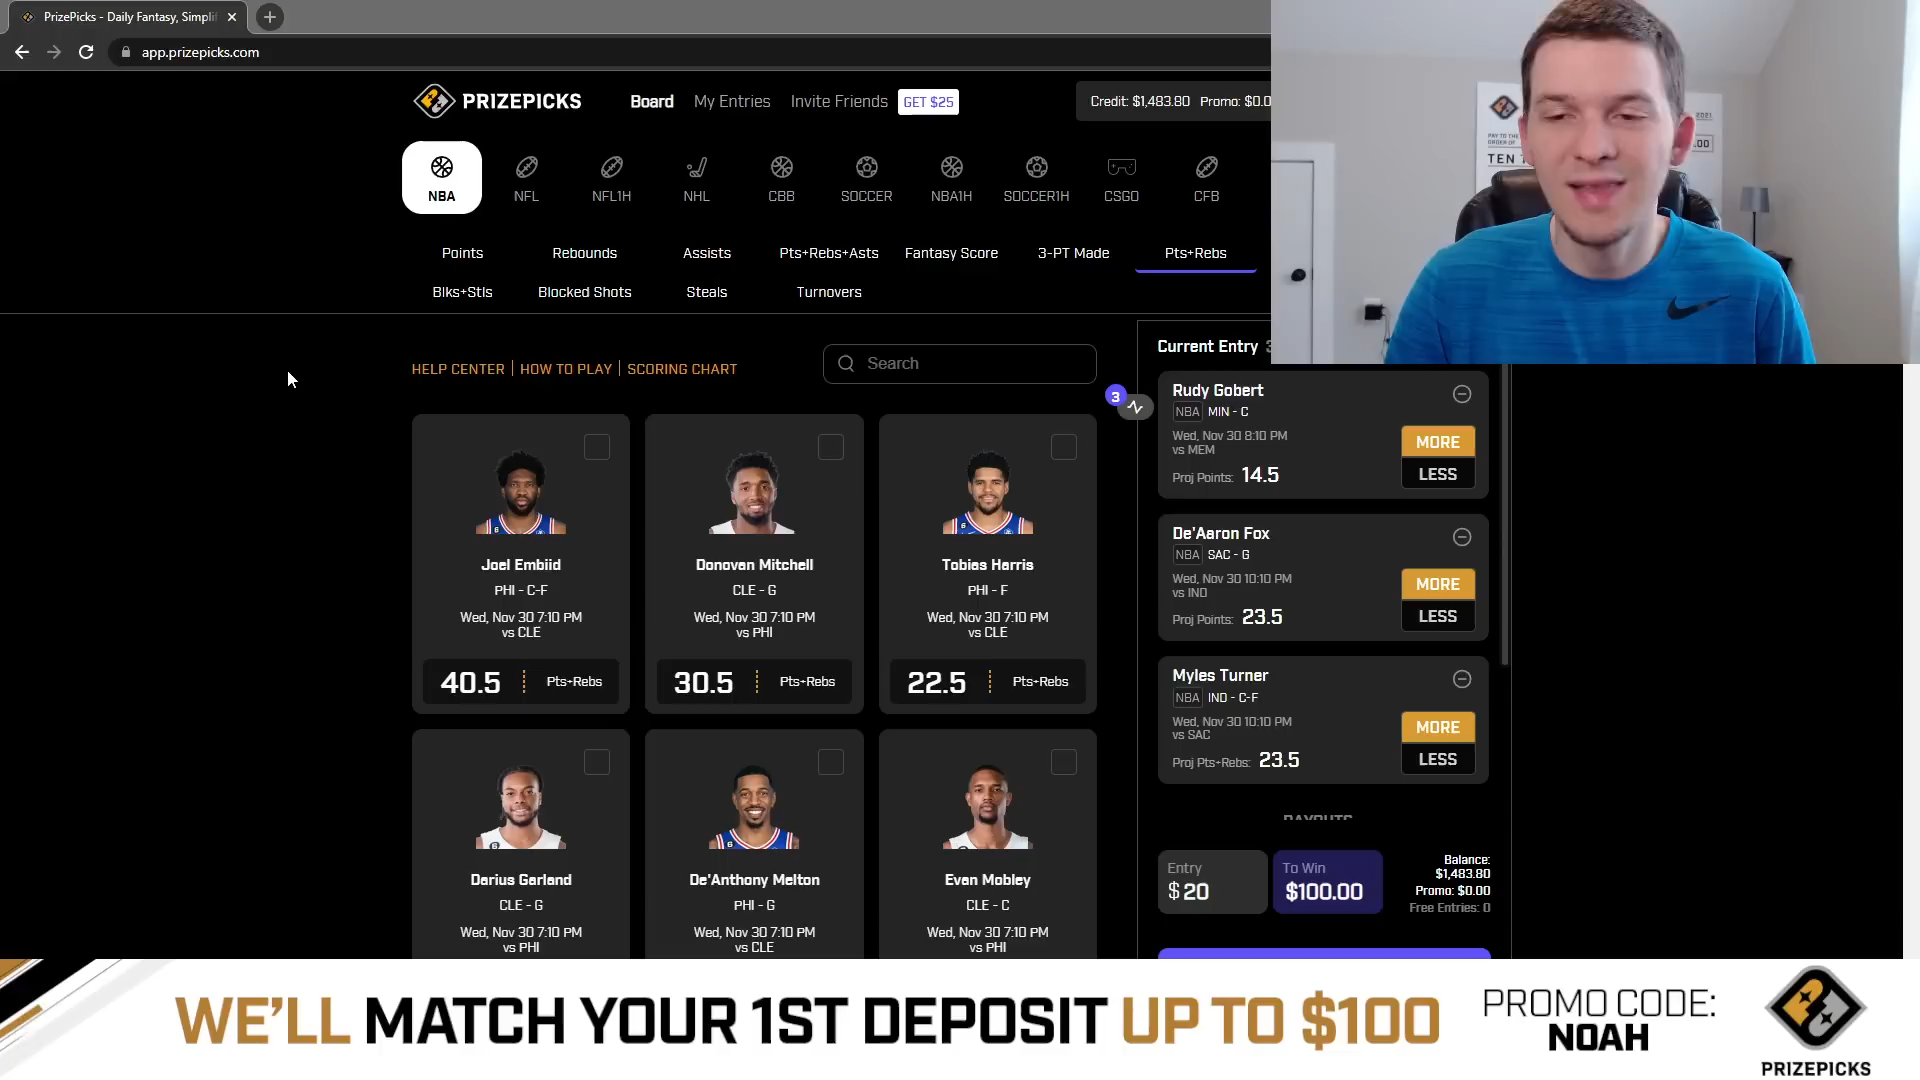 PrizePicks - Daily Fantasy, Simplifi
app.prizepicks.com
PRIZEPICKS
Board
My Entries
Invite Friends
GET $25
Credit: $1,483.80 Promo: $0.0
NBA
NFL
NFL1H
NHL
CBB
SOCCER
NBA1H
SOCCER1H
CSGO
CFB
Points
Rebounds
Assists
Pts+Rebs+Asts
Fantasy Score
3-PT Made
Pts+Rebs
Blks+Stls
Blocked Shots
Steals
Turnovers
HELP CENTER | HOW TO PLAY | SCORING CHART
Search
Joel Embiid
PHI - C-F
Wed, Nov 30 7:10 PM
vs CLE
40.5
Pts+Rebs
Donovan Mitchell
CLE - G
Wed, Nov 30 7:10 PM
vs PHI
30.5
Pts+Rebs
Tobias Harris
PHI - F
Wed, Nov 30 7:10 PM
vs CLE
22.5
Pts+Rebs
Darius Garland
CLE - G
Wed, Nov 30 7:10 PM
vs PHI
De'Anthony Melton
PHI - G
Wed, Nov 30 7:10 PM
vs CLE
Evan Mobley
CLE - C
Wed, Nov 30 7:10 PM
vs PHI
Current Entry
3
Rudy Gobert
NBA MIN - C
Wed, Nov 30 8:10 PM
vs MEM
Proj Points: 14.5
MORE
LESS
De'Aaron Fox
NBA SAC - G
Wed, Nov 30 10:10 PM
vs IND
Proj Points: 23.5
MORE
LESS
Myles Turner
NBA IND - C-F
Wed, Nov 30 10:10 PM
vs SAC
Proj Pts+Rebs: 23.5
MORE
LESS
PAYOUTS
Entry
$ 20
To Win
$100.00
Balance:
$1,483.80
Promo: $0.00
Free Entries: 0
PAY TO THE
ORDER OF
TEN
2021
.00
WE'LL MATCH YOUR 1ST DEPOSIT UP TO $100
PROMO CODE:
NOAH
PRIZEPICKS